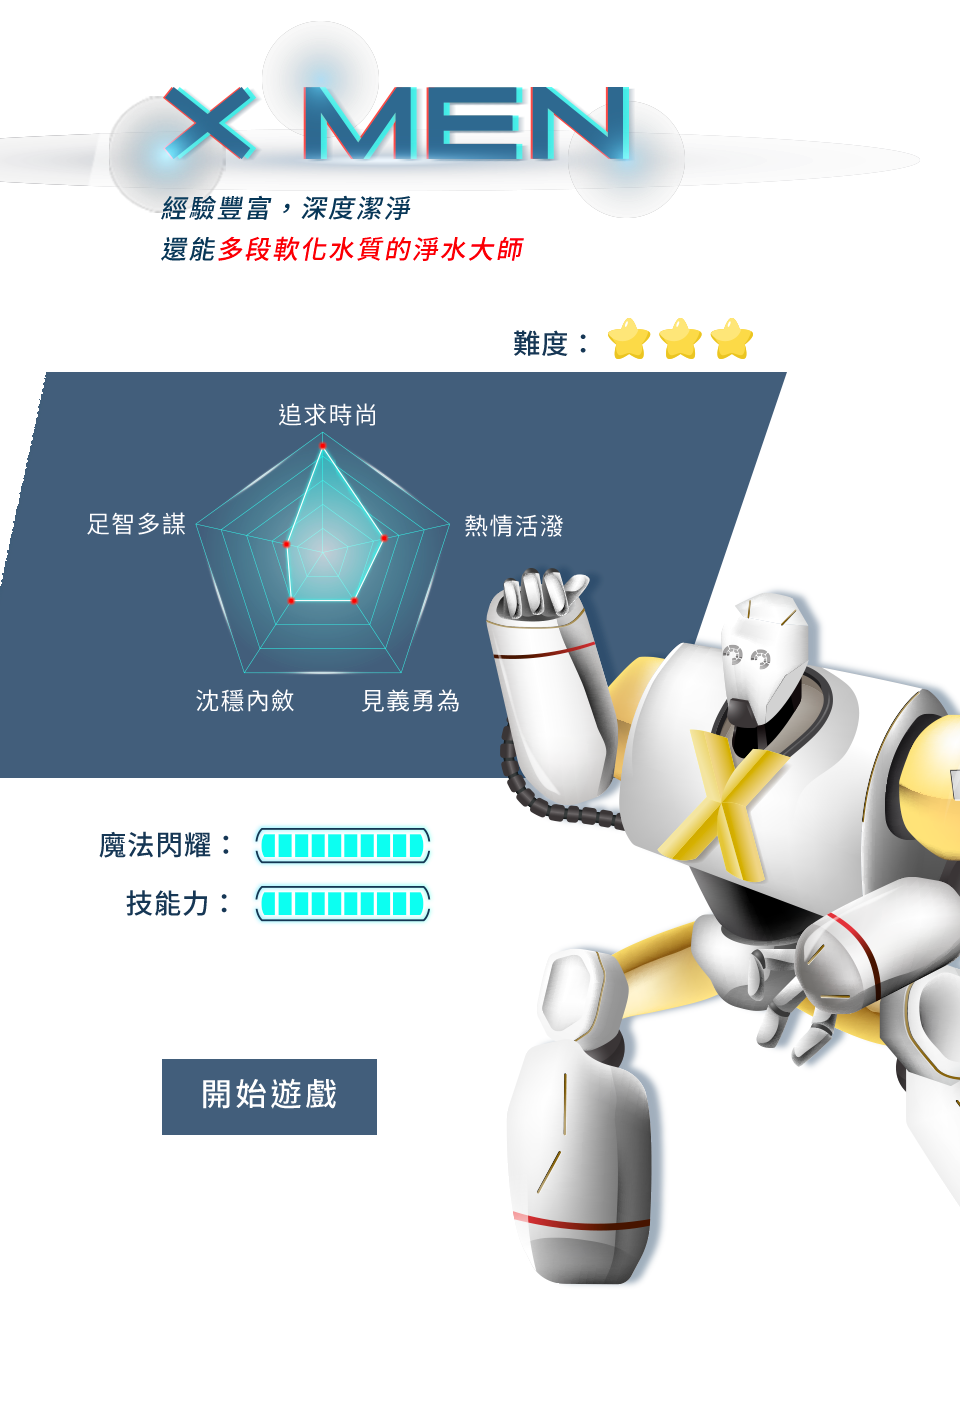 X MEN
經驗豐富，深度潔淨
還能多段軟化水質的淨水大師
難度：
追求時尚
足智多謀
熱情活潑
沈穩內斂
見義勇為
魔法閃耀：
技能力：
開始遊戲
X